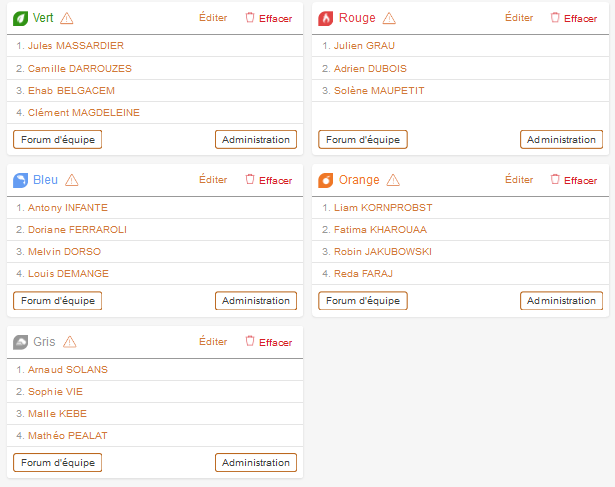 Vert Éditer Effacer
1. Jules MASSARDIER
2. Camille DARROUZES
3. Ehab BELGACEM
4. Clément MAGDELEINE
Forum d'équipe Administration
Rouge Éditer Effacer
1. Julien GRAU
2. Adrien DUBOIS
3. Solène MAUPETIT
Forum d'équipe Administration
Bleu Éditer Effacer
1. Antony INFANTE
2. Doriane FERRAROLI
3. Melvin DORSO
4. Louis DEMANGE
Forum d'équipe Administration
Orange Éditer Effacer
1. Liam KORNPROBST
2. Fatima KHAROUAA
3. Robin JAKUBOWSKI
4. Reda FARAJ
Forum d'équipe Administration
Gris Éditer Effacer
1. Arnaud SOLANS
2. Sophie VIE
3. Malle KEBE
4. Mathéo PEALAT
Forum d'équipe Administration